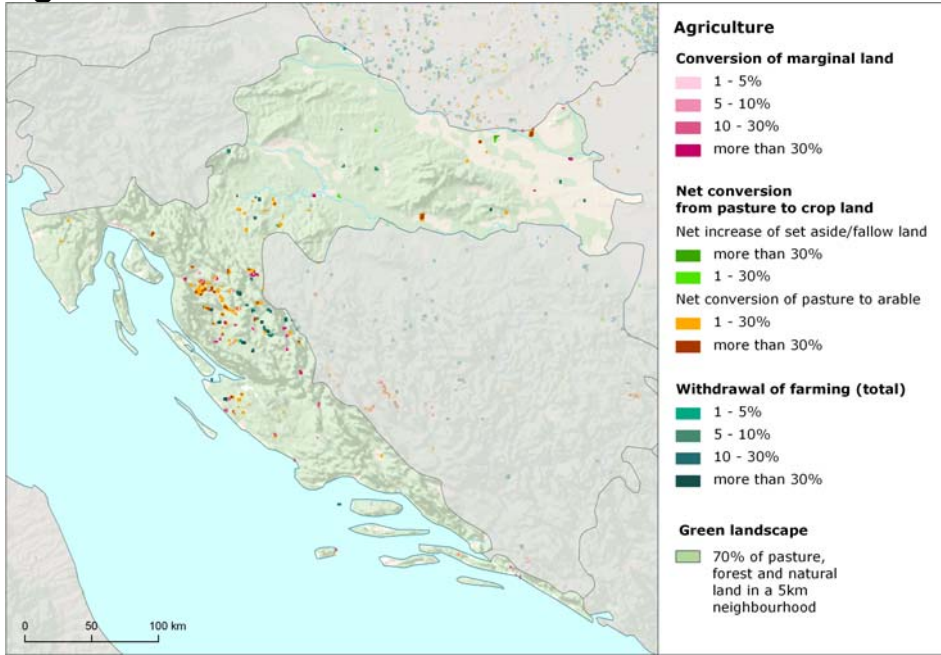 Agriculture
Conversion of marginal land
1 - 5%
5 - 10%
10 - 30%
more than 30%
Net conversion
from pasture to crop land
Net increase of set aside/fallow land
more than 30%
1 - 30%
Net conversion of pasture to arable
1 - 30%
more than 30%
Withdrawal of farming (total)
1 - 5%
5 - 10%
10 - 30%
more than 30%
Green landscape
70% of pasture,
forest and natural
land in a 5km
neighbourhood
0 50 100 km